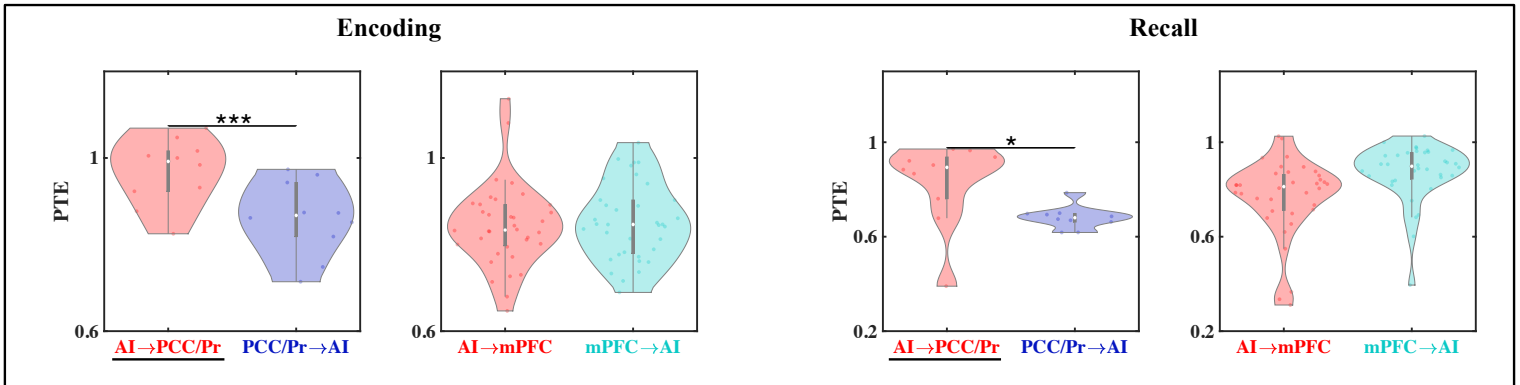 Encoding
Recall
PTE
1
0.6
***
AI→PCC/Pr
PCC/Pr→AI
1
0.6
AI→mPFC
mPFC→AI
PTE
1
0.6
0.2
*
AI→PCC/Pr
PCC/Pr→AI
1
0.6
0.2
AI→mPFC
mPFC→AI